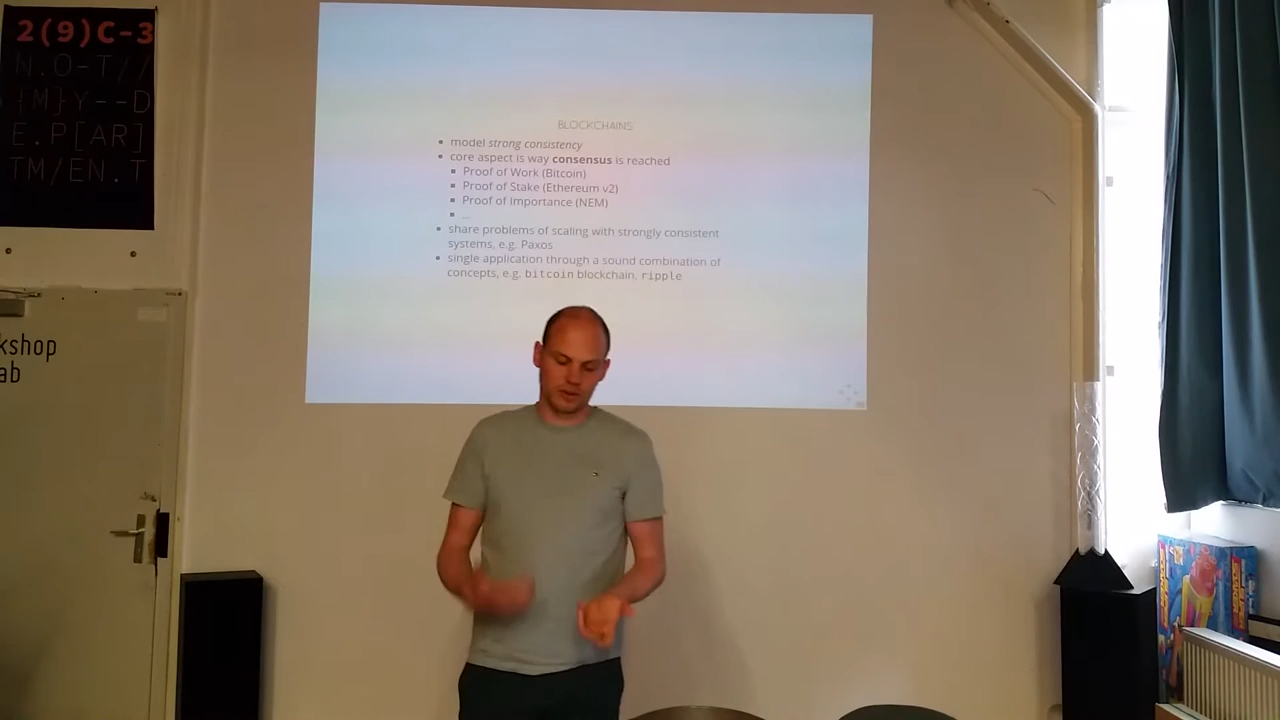 2(9)C-3
N.O-T//
{M}Y--D
E.P[AR]
TM/EN.T
kshop
ab
BLOCKCHAINS
model strong consistency
core aspect is way consensus is reached
Proof of Work (Bitcoin)
Proof of Stake (Ethereum v2)
Proof of Importance (NEM)
...
share problems of scaling with strongly consistent
systems, e.g. Paxos
single application through a sound combination of
concepts, e.g. bitcoin blockchain, ripple